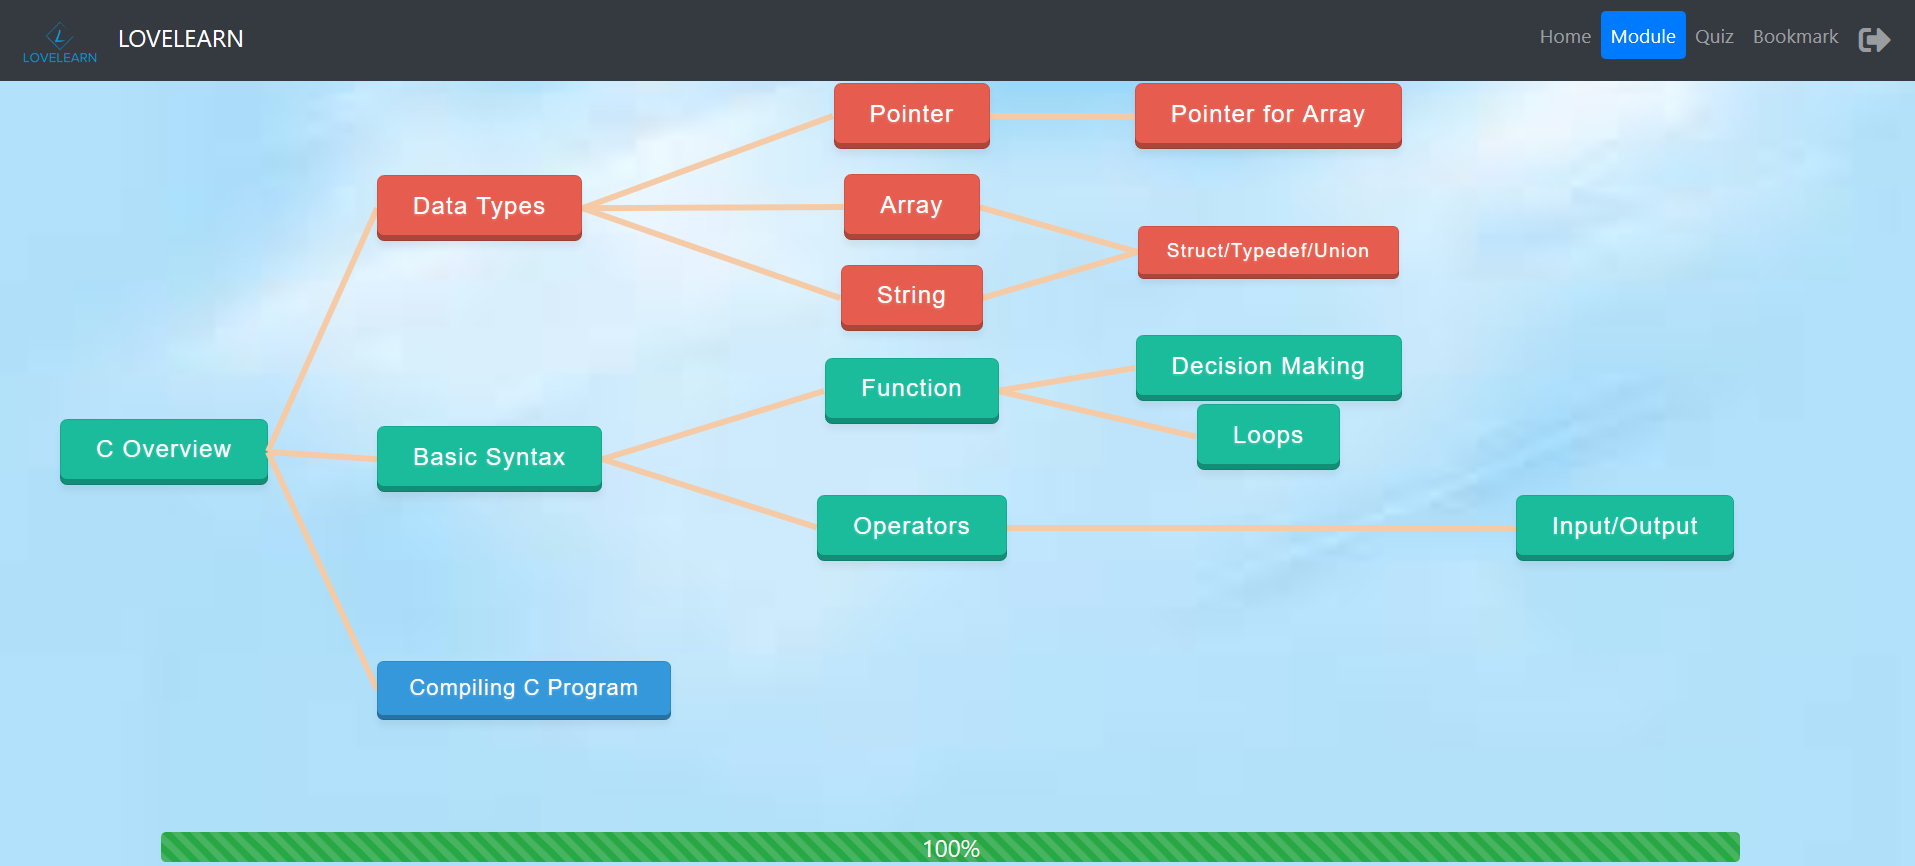 L
LOVELEARN
LOVELEARN
Home Module Quiz Bookmark
Pointer
Pointer for Array
Data Types
Array
Struct/Typedef/Union
String
Function
Decision Making
Loops
C Overview
Basic Syntax
Operators
Input/Output
Compiling C Program
100%